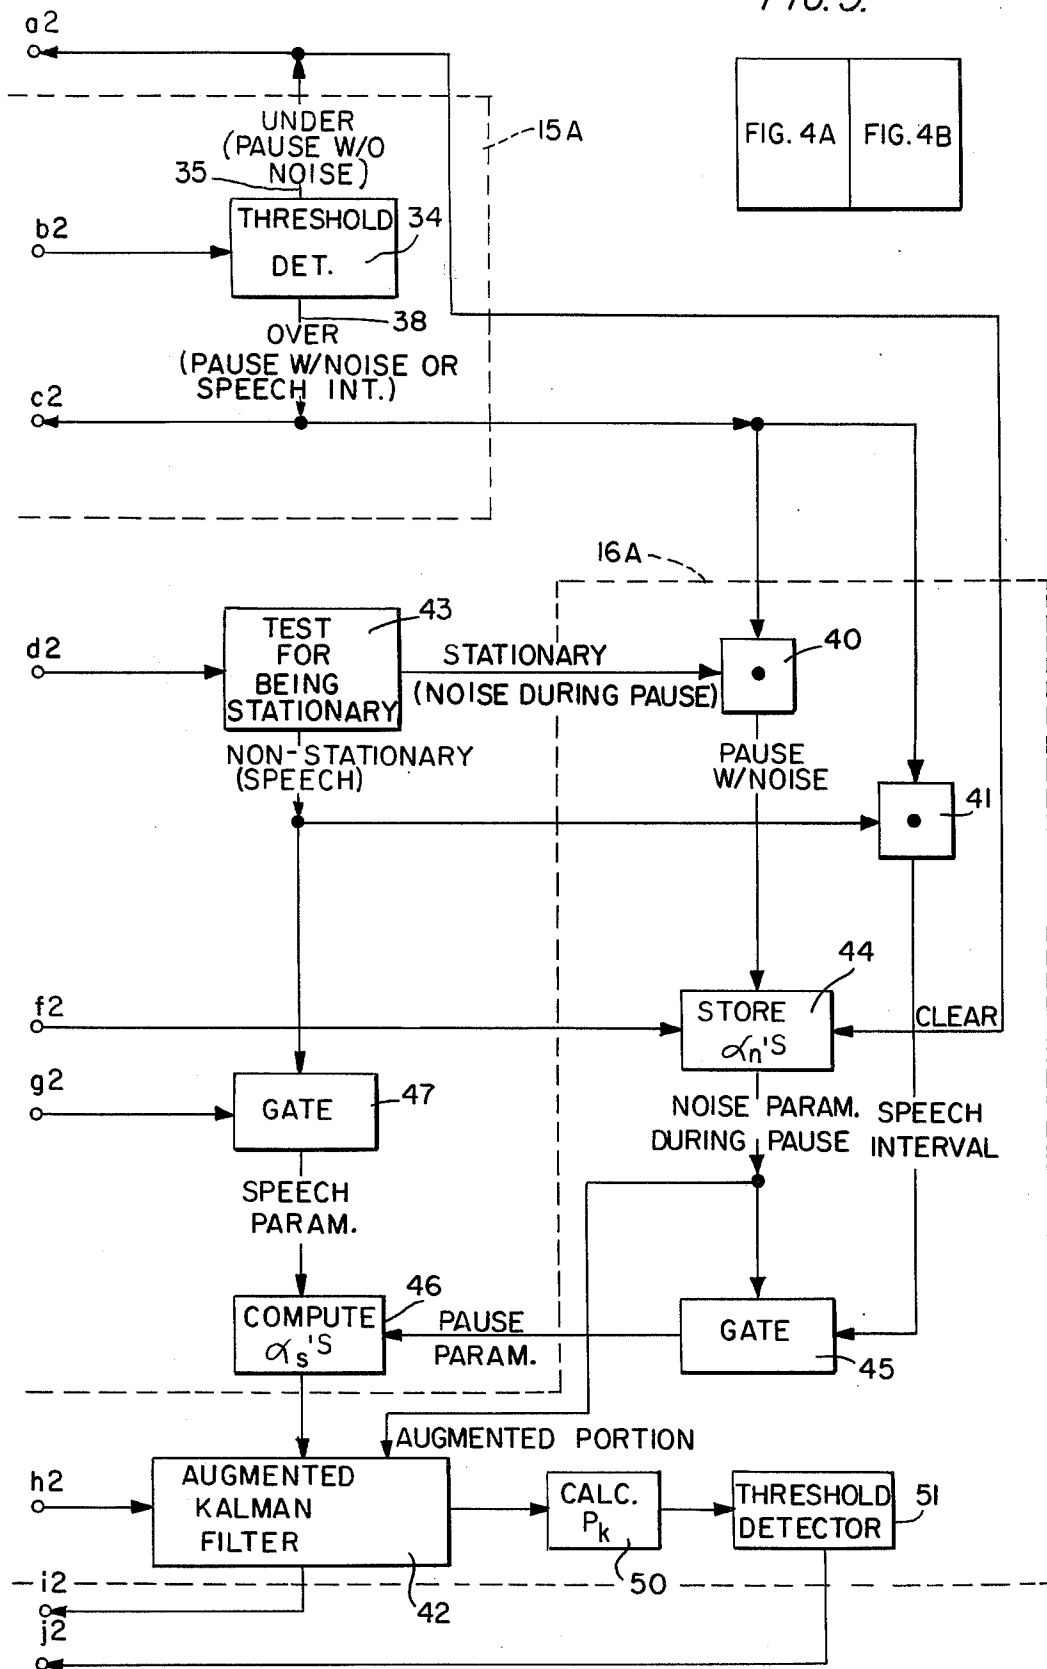 FIG. 5.
a2
FIG. 4A
FIG. 4B
UNDER
(PAUSE W/O
NOISE)
15A
35
b2
THRESHOLD
DET.
34
38
OVER
(PAUSE W/NOISE OR
SPEECH INT.)
c2
16A
43
TEST
FOR
BEING
STATIONARY
d2
STATIONARY
(NOISE DURING PAUSE)
40
NON-STATIONARY
(SPEECH)
PAUSE
W/NOISE
41
44
f2
STORE
αn'S
CLEAR
g2
GATE
47
NOISE PARAM.
DURING PAUSE
SPEECH
INTERVAL
SPEECH
PARAM.
46
COMPUTE
αs'S
PAUSE
PARAM.
GATE
45
AUGMENTED PORTION
h2
AUGMENTED
KALMAN
FILTER
CALC.
Pk
THRESHOLD
DETECTOR
51
i2
42
50
j2